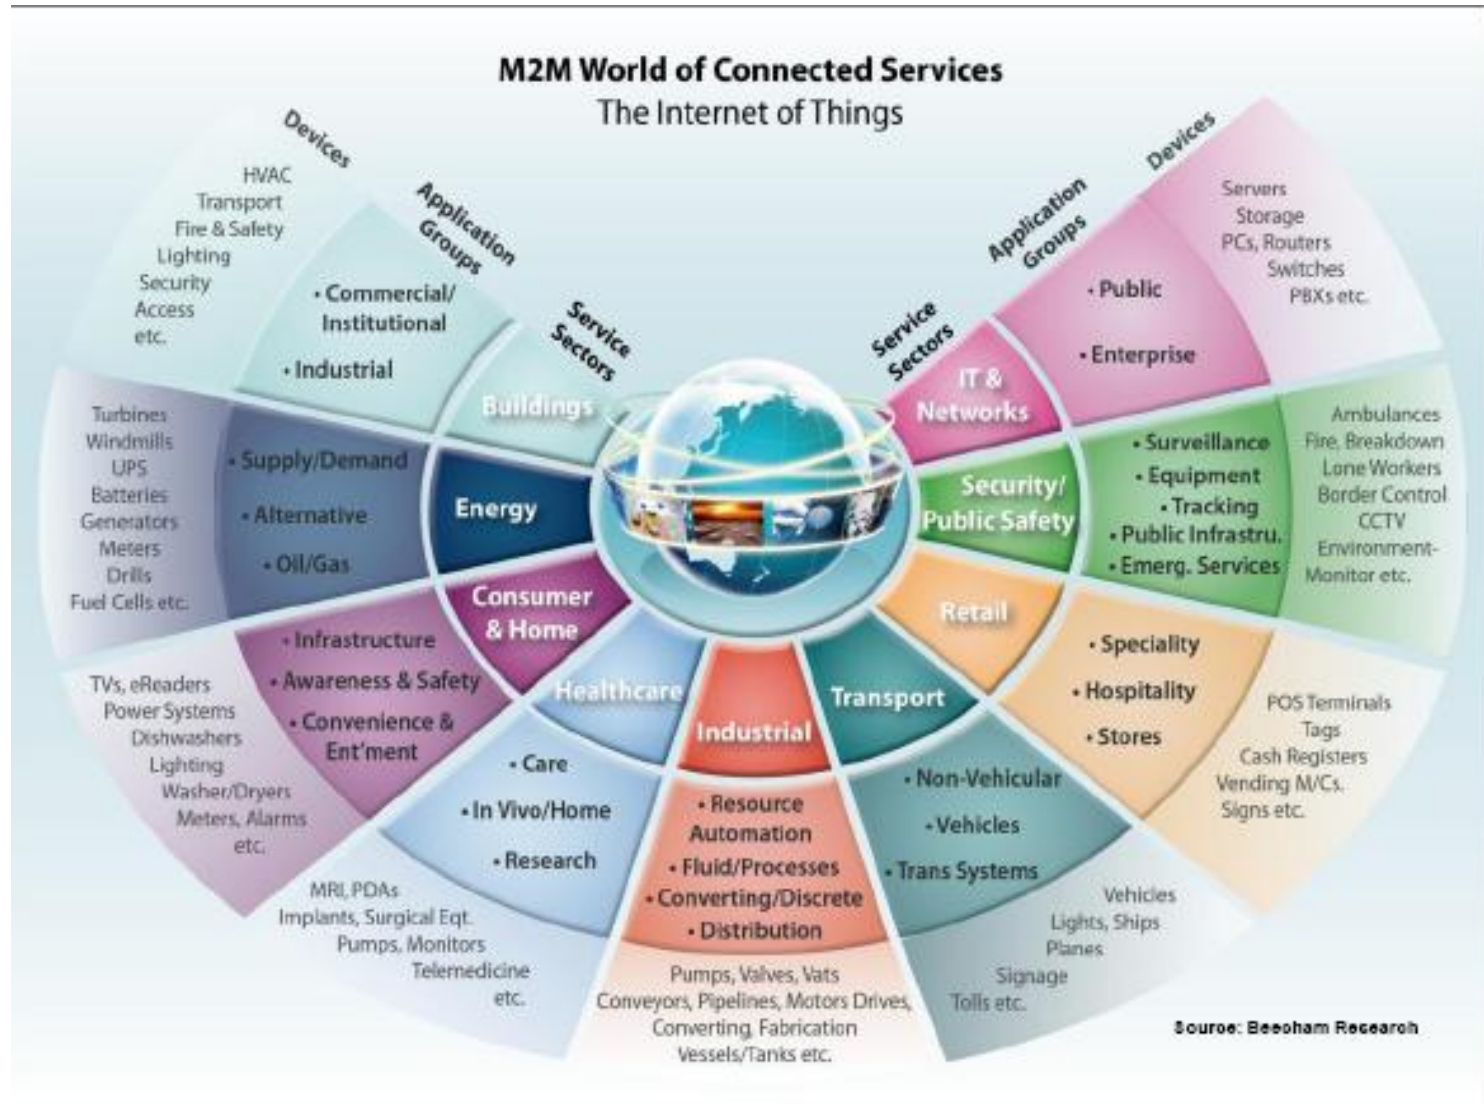 M2M World of Connected Services
The Internet of Things
Devices
Application
Groups
Service
Sectors
HVAC
Transport
Fire & Safety
Lighting
Security
Access
etc.
• Commercial/
Institutional
• Industrial
Buildings
Turbines
Windmills
UPS
Batteries
Generators
Meters
Drills
Fuel Cells etc.
• Supply/Demand
• Alternative
• Oil/Gas
Energy
TVs, eReaders
Power Systems
Dishwashers
Lighting
Washer/Dryers
Meters, Alarms
etc.
• Infrastructure
• Awareness & Safety
• Convenience &
Ent'ment
Consumer
& Home
MRI, PDAs
Implants, Surgical Eqt.
Pumps, Monitors
Telemedicine
etc.
• Care
• In Vivo/Home
• Research
Healthcare
Industrial
• Resource
Automation
• Fluid/Processes
• Converting/Discrete
• Distribution
Pumps, Valves, Vats
Conveyors, Pipelines, Motors Drives,
Converting, Fabrication
Vessels/Tanks etc.
Transport
• Non-Vehicular
• Vehicles
• Trans Systems
Vehicles
Lights, Ships
Planes
Signage
Tolls etc.
Retail
• Speciality
• Hospitality
• Stores
POS Terminals
Tags
Cash Registers
Vending M/Cs.
Signs etc.
Security/
Public Safety
• Surveillance
• Equipment
• Tracking
• Public Infrastru.
• Emerg. Services
Ambulances
Fire, Breakdown
Lone Workers
Border Control
CCTV
Environment-
Monitor etc.
Service
Sectors
Application
Groups
Devices
IT &
Networks
• Public
• Enterprise
Servers
Storage
PCs, Routers
Switches
PBXs etc.
Source: Beecham Research